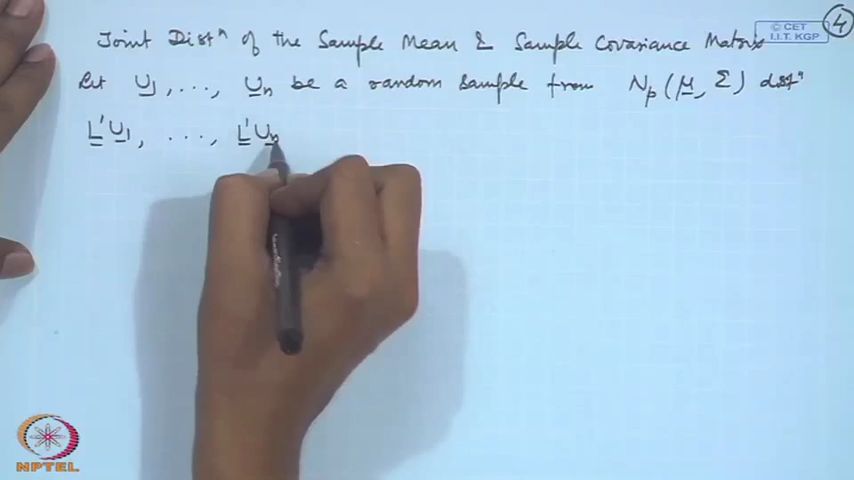 Joint Distⁿ of the Sample Mean & Sample Covariance Matrix
© CET
I.I.T. KGP
4
Let U₁, ..., Uₙ be a random sample from Nₚ(μ, Σ) distⁿ
L'U₁, ..., L'Uₙ
NPTEL